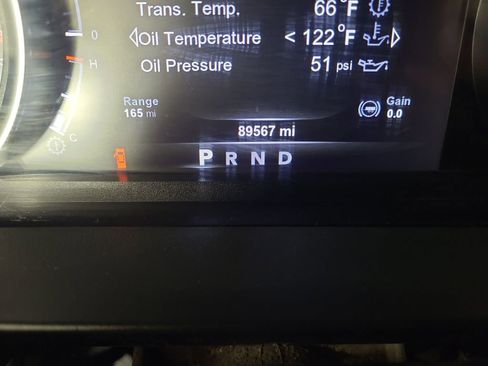 Trans. Temp. 66°F
0
Oil Temperature < 122°F
H
Oil Pressure 51 psi
Range
165 mi
Gain
0.0
89567 mi
C
P R N D